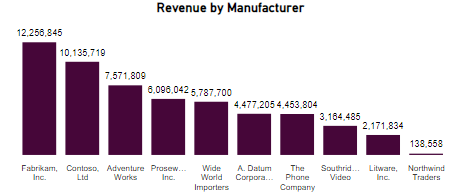 Revenue by Manufacturer
12,256,845
10,135,719
7,571,809
6,096,042
5,787,700
4,477,205
4,453,804
3,164,485
2,171,834
138,558
Fabrikam,
Inc.
Contoso,
Ltd
Adventure
Works
Prosew...
Inc.
Wide
World
Importers
A. Datum
Corpora...
The
Phone
Company
Southrid...
Video
Litware,
Inc.
Northwind
Traders